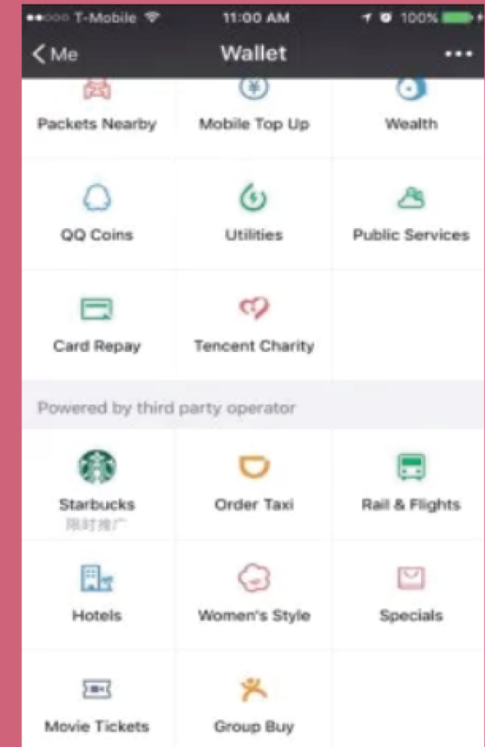 T-Mobile 11:00 AM 100%
Me Wallet
Packets Nearby Mobile Top Up Wealth
QQ Coins Utilities Public Services
Card Repay Tencent Charity
Powered by third party operator
Starbucks Order Taxi Rail & Flights
限时推广
Hotels Women's Style Specials
Movie Tickets Group Buy